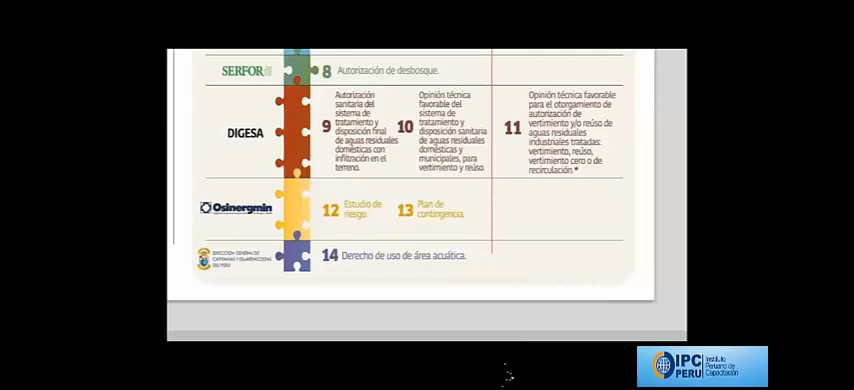 SERFOR
8 Autorización de desbosque.
DIGESA
9 Autorización
sanitaria del
sistema de
tratamiento y
disposición final
de aguas residuales
domésticas con
infiltración en el
terreno.
10 Opinión técnica
favorable del
sistema de
tratamiento y
disposición sanitaria
de aguas residuales
domésticas y
municipales, para
vertimiento y reúso.
11 Opinión técnica favorable
para el otorgamiento de
autorización de
vertimiento y/o reúso de
aguas residuales
industriales tratadas:
vertimiento, reúso,
vertimiento cero o de
recirculación.*
Osinergmin
12 Estudio de
riesgo.
13 Plan de
contingencia.
DIRECCIÓN GENERAL DE
CAPITANÍAS Y GUARDACOSTAS
DEL PERÚ
14 Derecho de uso de área acuática.
IPC
PERU
Instituto
Peruano de
Capacitación